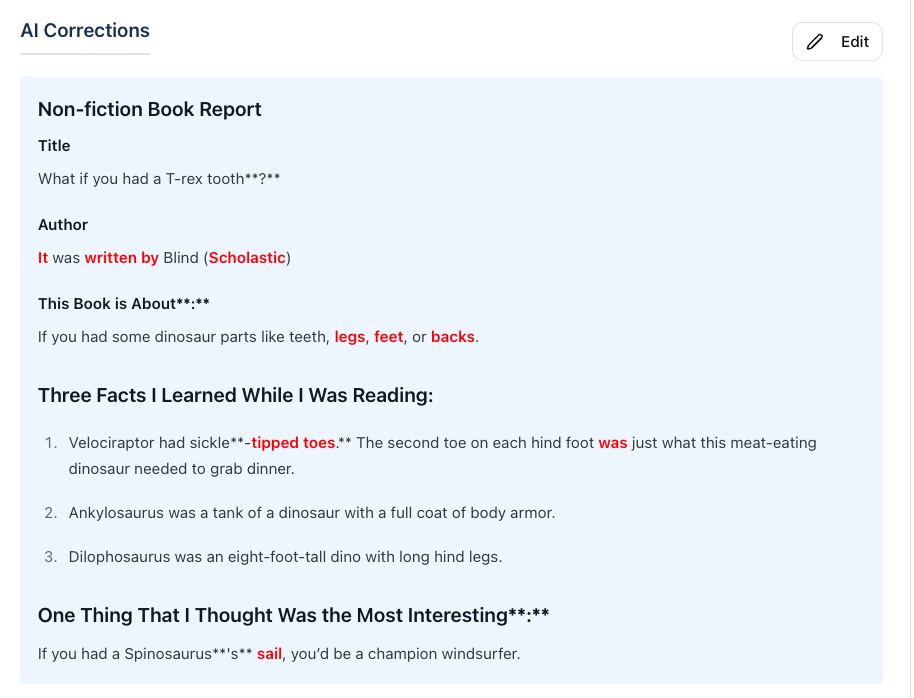 AI Corrections
Edit
Non-fiction Book Report
Title
What if you had a T-rex tooth**?**
Author
It was written by Blind (Scholastic)
This Book is About**:**
If you had some dinosaur parts like teeth, legs, feet, or backs.
Three Facts I Learned While I Was Reading:
1. Velociraptor had sickle**-tipped toes.** The second toe on each hind foot was just what this meat-eating
dinosaur needed to grab dinner.
2. Ankylosaurus was a tank of a dinosaur with a full coat of body armor.
3. Dilophosaurus was an eight-foot-tall dino with long hind legs.
One Thing That I Thought Was the Most Interesting**:**
If you had a Spinosaurus**'s** sail, you’d be a champion windsurfer.